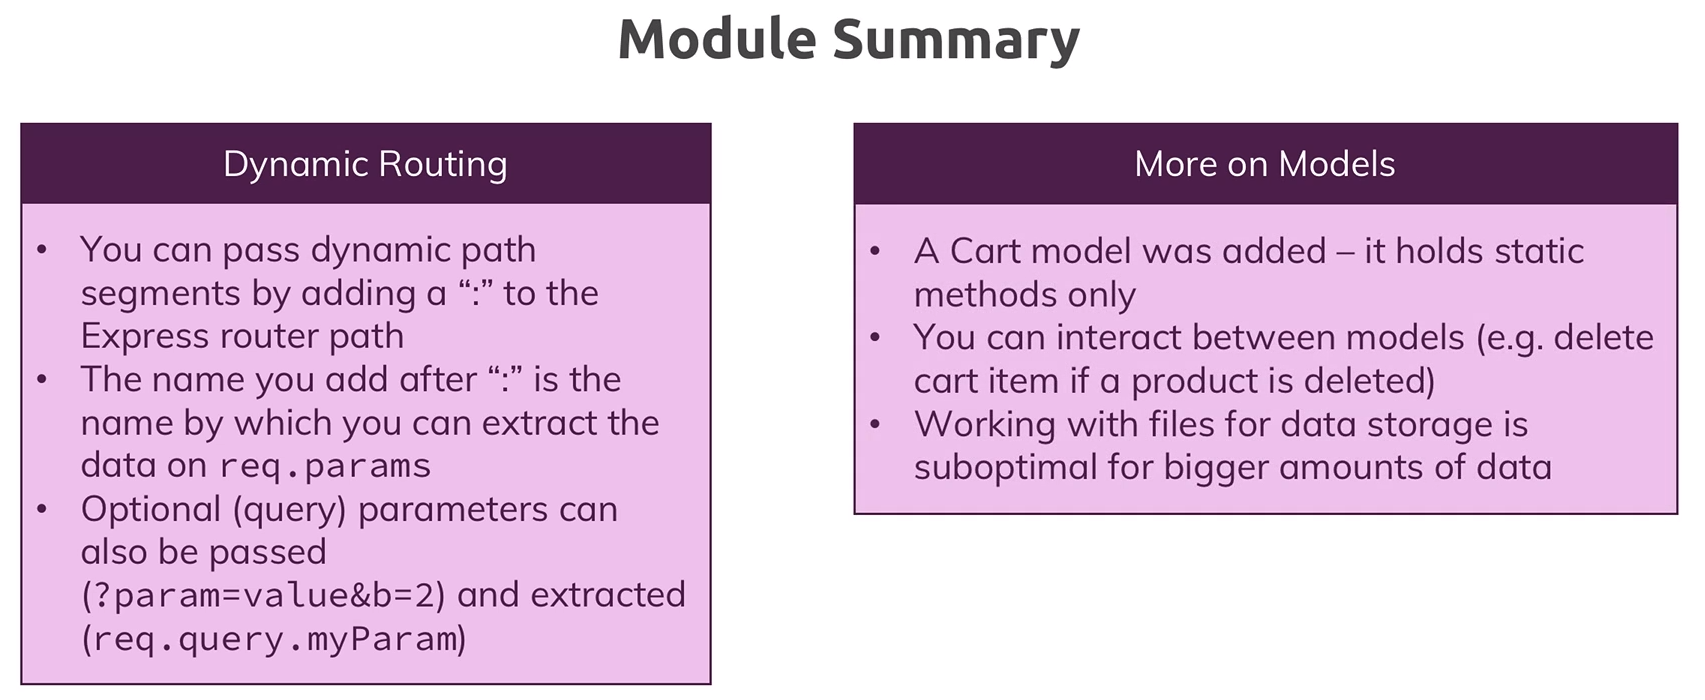 Module Summary
Dynamic Routing
• You can pass dynamic path
segments by adding a “:” to the
Express router path
• The name you add after “:” is the
name by which you can extract the
data on req.params
• Optional (query) parameters can
also be passed
(?param=value&b=2) and extracted
(req.query.myParam)
More on Models
• A Cart model was added – it holds static
methods only
• You can interact between models (e.g. delete
cart item if a product is deleted)
• Working with files for data storage is
suboptimal for bigger amounts of data